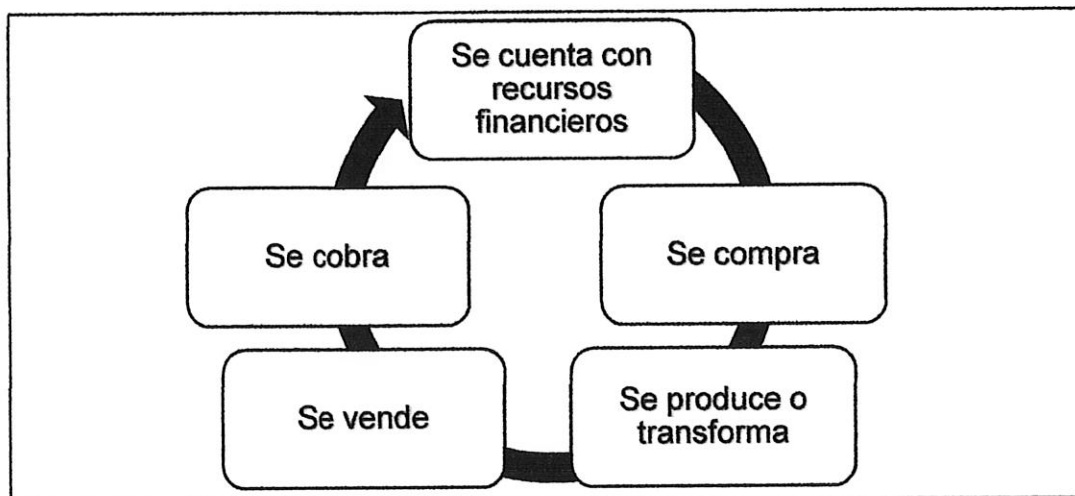 Se cuenta con
recursos
financieros
Se compra
Se produce o
transforma
Se vende
Se cobra